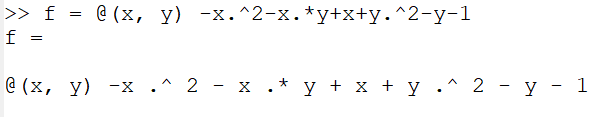 >> f = @(x, y) -x.^2-x.*y+x+y.^2-y-1
f =
@(x, y) -x .^ 2 - x .* y + x + y .^ 2 - y - 1